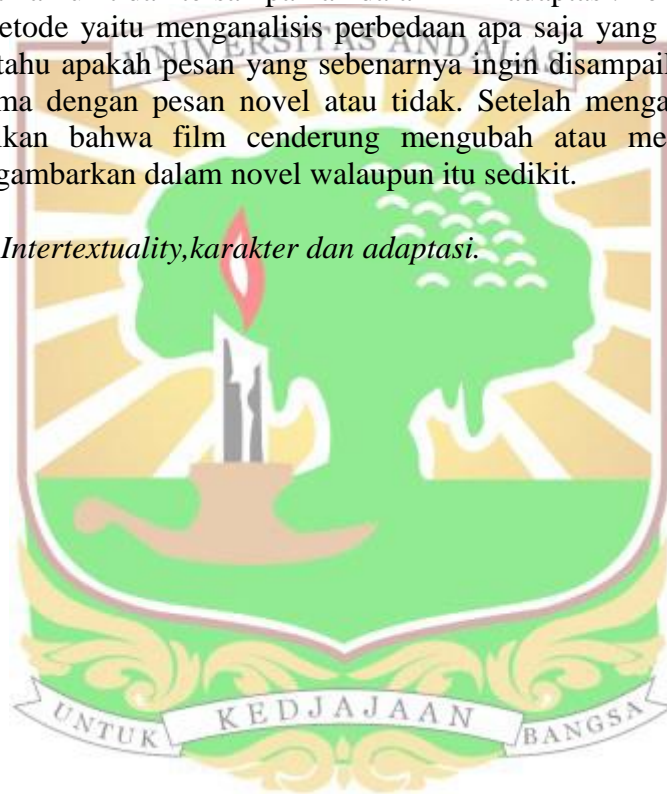 etode yaitu menganalisis perbedaan apa saja yang
tahu apakah pesan yang sebenarnya ingin disampai
ma dengan pesan novel atau tidak. Setelah menga
kan bahwa film cenderung mengubah atau me
gambarkan dalam novel walaupun itu sedikit.
Intertextuality,karakter dan adaptasi.
UNIVERSITAS ANDALAS
UNTUK KEDJAJAAN BANGSA